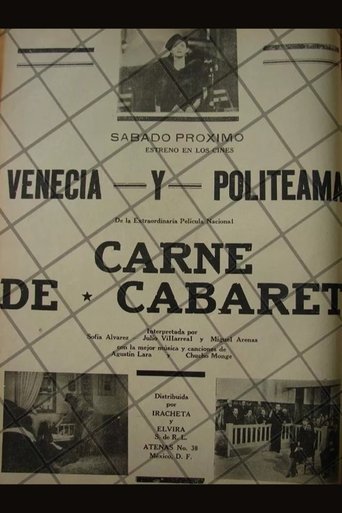 SABADO PROXIMO
ESTRENO EN LOS CINES
VENECIA — Y — POLITEAMA
De la Extraordinaria Película Nacional
CARNE
DE ★ CABARET
Interpretada por
Sofía Alvarez — Julio Villarreal y Miguel Arenas
con la mejor música y canciones de
Agustín Lara Chucho Monge
Distribuida
por
IRACHETA
y
ELVIRA
S. de R. L.
ATENAS No. 38
México, D. F.